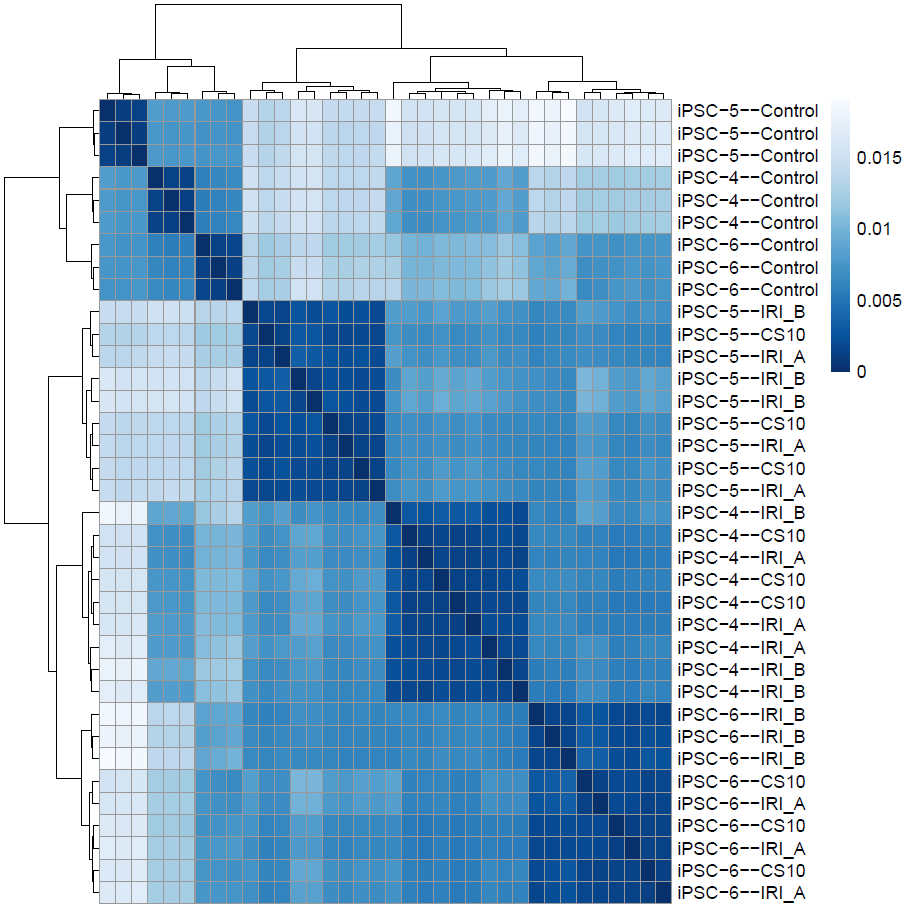 iPSC-5--Control
iPSC-5--Control
iPSC-5--Control
iPSC-4--Control
iPSC-4--Control
iPSC-4--Control
iPSC-6--Control
iPSC-6--Control
iPSC-6--Control
iPSC-5--IRI_B
iPSC-5--CS10
iPSC-5--IRI_A
iPSC-5--IRI_B
iPSC-5--IRI_B
iPSC-5--CS10
iPSC-5--IRI_A
iPSC-5--CS10
iPSC-5--IRI_A
iPSC-4--IRI_B
iPSC-4--CS10
iPSC-4--IRI_A
iPSC-4--CS10
iPSC-4--CS10
iPSC-4--IRI_A
iPSC-4--IRI_A
iPSC-4--IRI_B
iPSC-4--IRI_B
iPSC-6--IRI_B
iPSC-6--IRI_B
iPSC-6--IRI_B
iPSC-6--CS10
iPSC-6--IRI_A
iPSC-6--CS10
iPSC-6--IRI_A
iPSC-6--CS10
iPSC-6--IRI_A
0.015
0.01
0.005
0